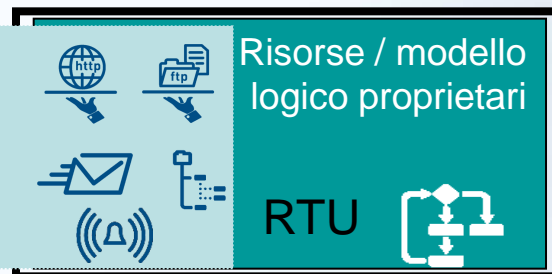 http
ftp
Risorse / modello
logico proprietari
RTU